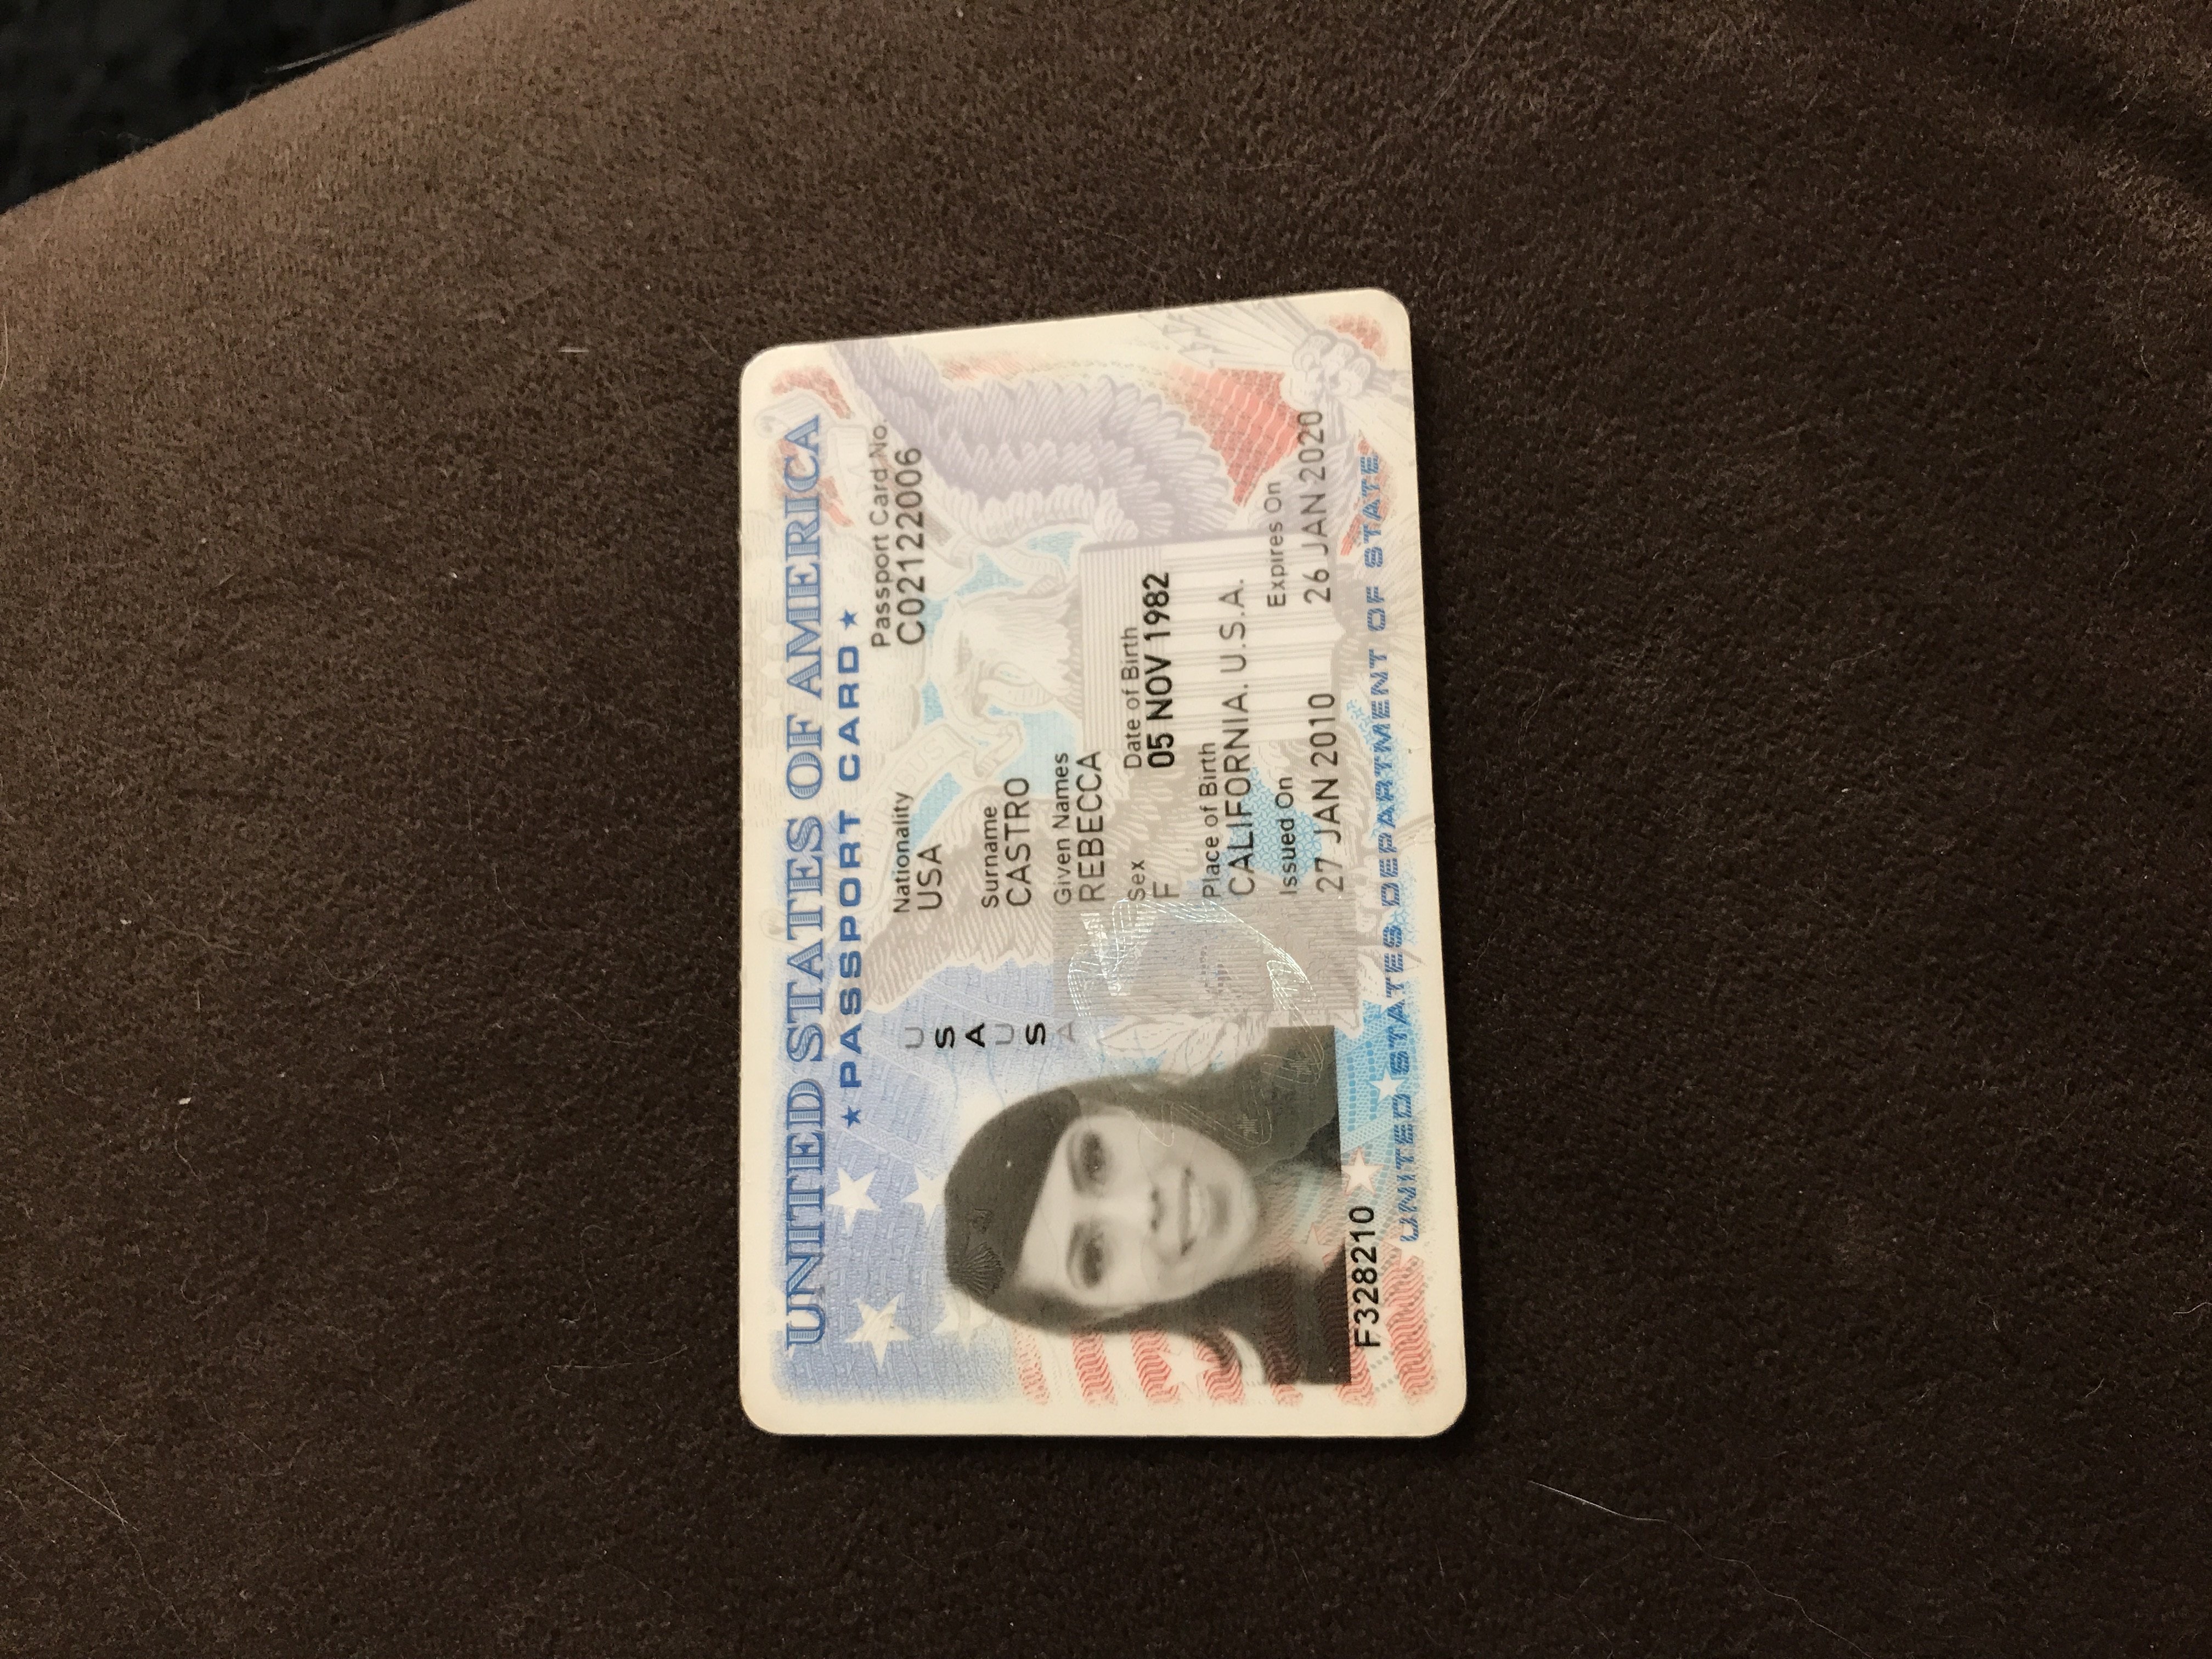 UNITED STATES OF AMERICA
★ PASSPORT CARD ★
Nationality
USA
Passport Card No.
C02122006
Surname
CASTRO
Given Names
REBECCA
Sex
F
Date of Birth
05 NOV 1982
Place of Birth
CALIFORNIA, U.S.A.
Issued On
27 JAN 2010
Expires On
26 JAN 2020
U
S
A
U
S
A
F328210
UNITED STATES DEPARTMENT OF STATE